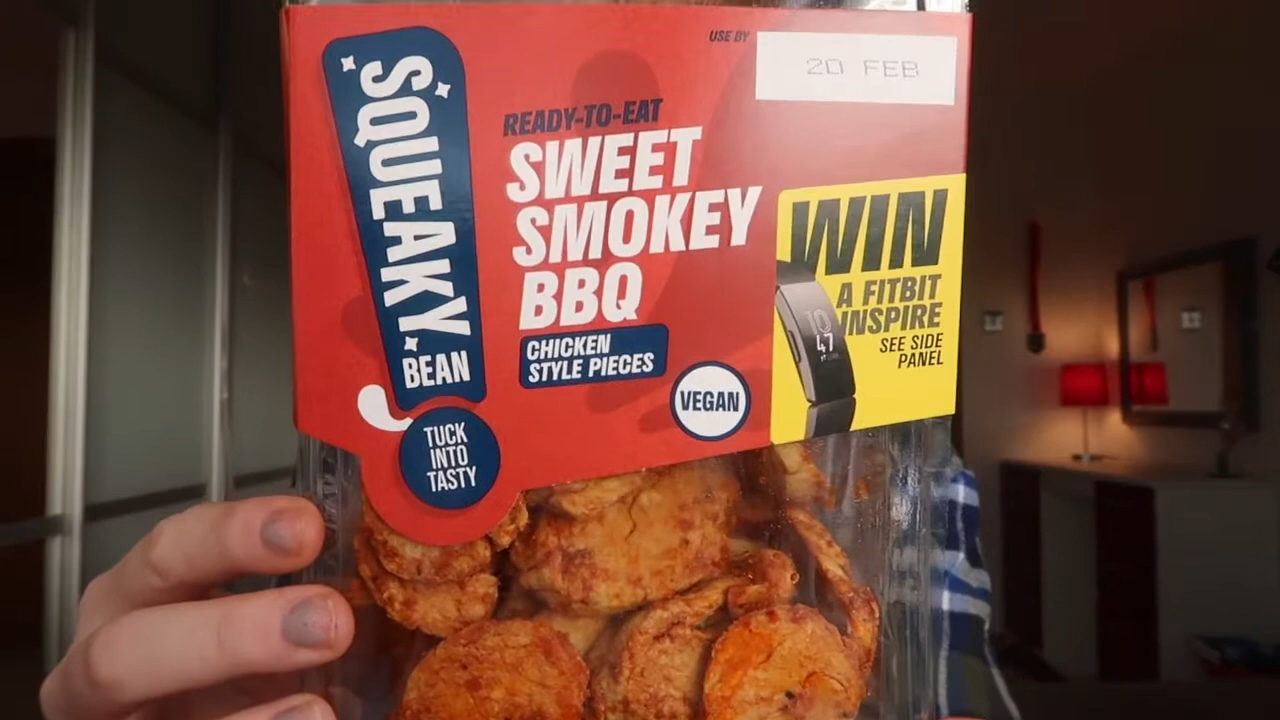 SQUEAKY
BEAN
TUCK
INTO
TASTY
READY-TO-EAT
SWEET
SMOKEY
BBQ
CHICKEN
STYLE PIECES
VEGAN
USE BY
20 FEB
WIN
A FITBIT
INSPIRE
SEE SIDE
PANEL
10
47